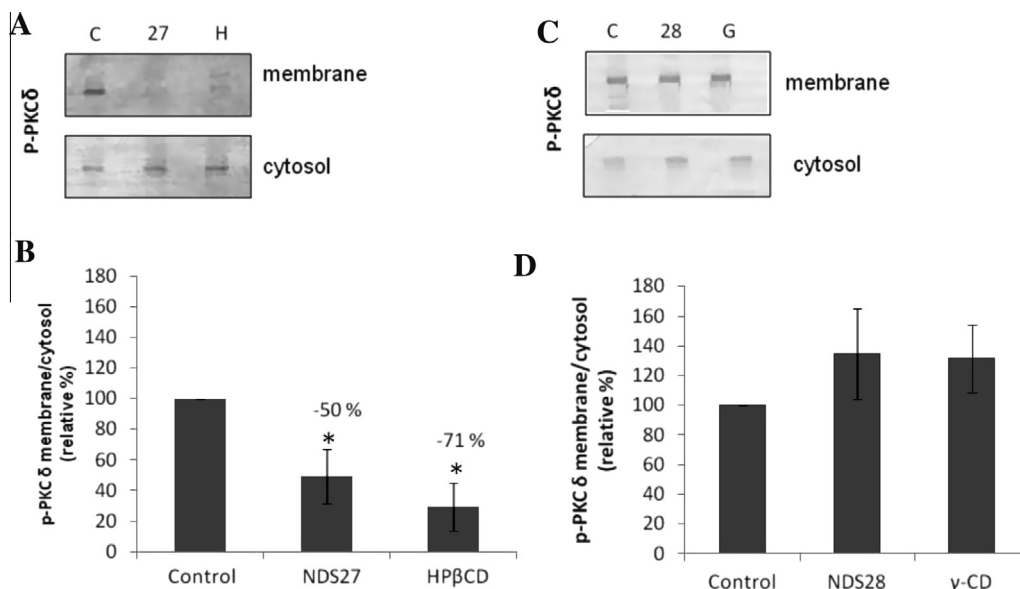 A
C 27 H
P-PKCδ
membrane
cytosol
C
C 28 G
P-PKCδ
membrane
cytosol
B
p-PKC δ membrane/cytosol
(relative %)
180
160
140
120
100
80
60
40
20
0
-50 %
*
-71 %
*
Control NDS27 HPβCD
D
p-PKC δ membrane/cytosol
(relative %)
180
160
140
120
100
80
60
40
20
0
Control NDS28 γ-CD